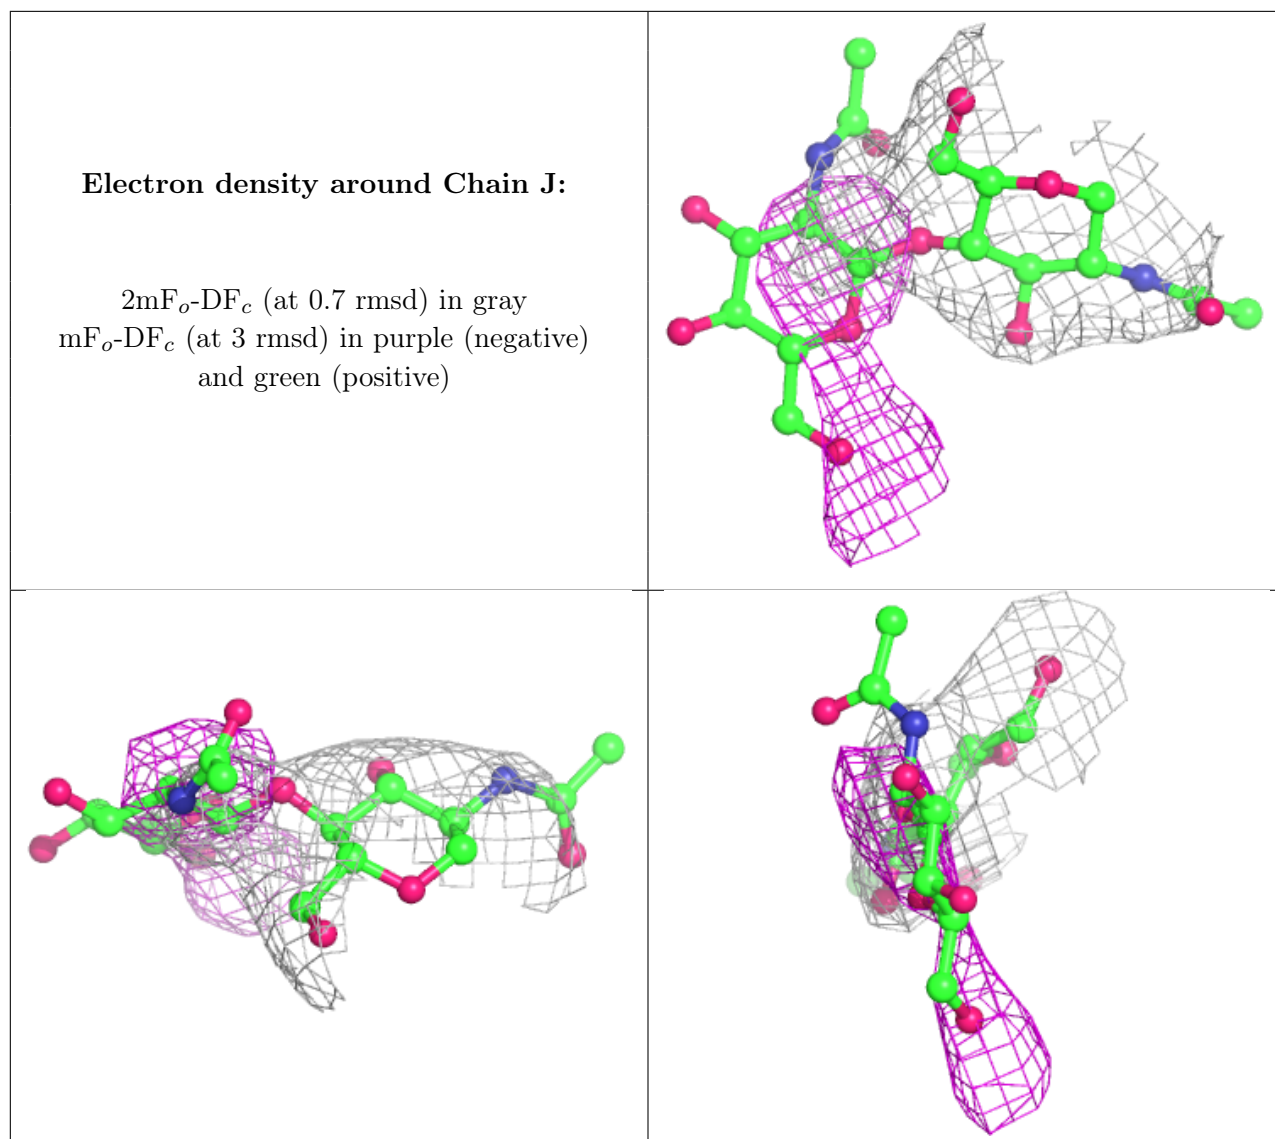 Electron density around Chain J:
2mFo-DFc (at 0.7 rmsd) in gray
mFo-DFc (at 3 rmsd) in purple (negative)
and green (positive)